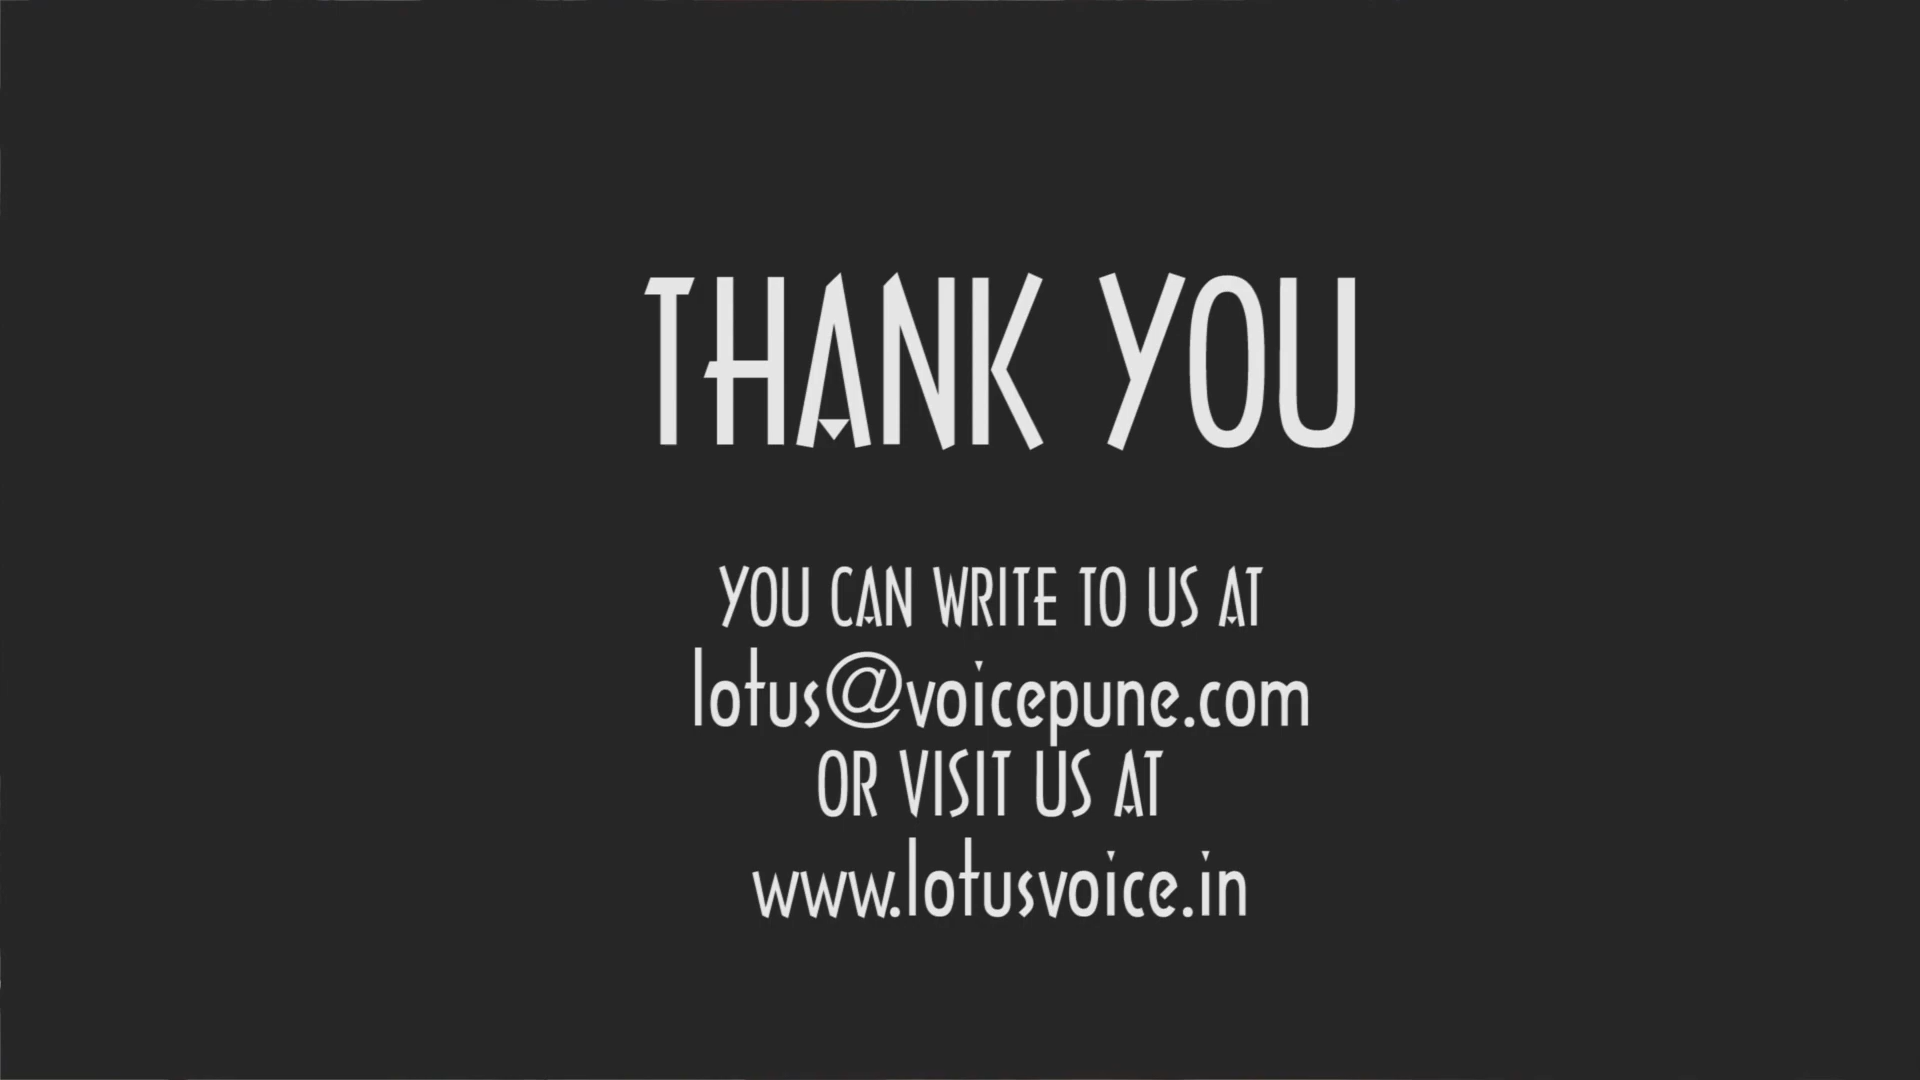 THANK YOU
YOU CAN WRITE TO US AT
lotus@voicepune.com
OR VISIT US AT
www.lotusvoice.in